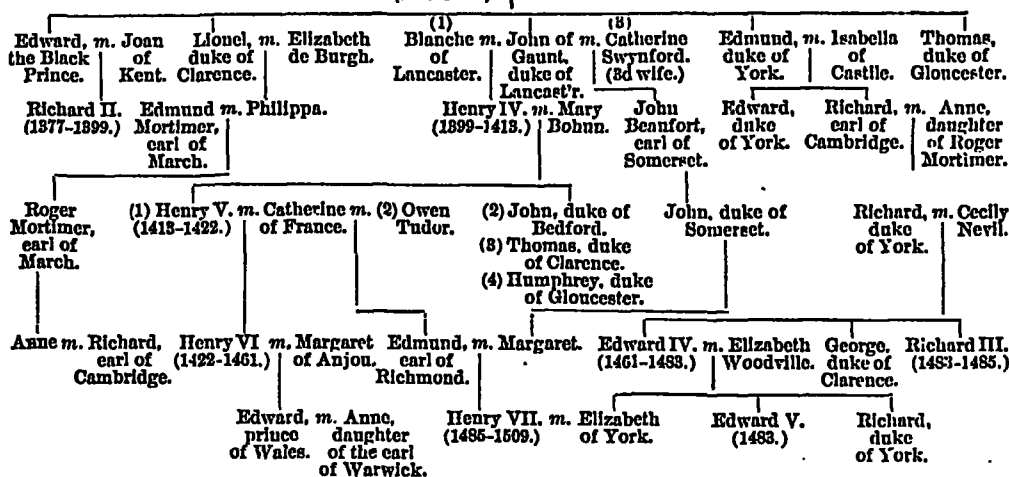 (1) (3)
Edward, m. Joan Lionel, m. Elizabeth Blanche m. John of m. Catherine Edmund, m. Isabella Thomas,
the Black of duke of de Burgh. of Gaunt, Swynford. duke of of duke of
Prince. Kent. Clarence. Lancaster. duke of (3d wife.) York. Castile. Gloucester.
Lancast'r.
Richard II. Edmund m. Philippa. Henry IV. m. Mary John Edward, Richard, m. Anne,
(1377-1399.) Mortimer, (1399-1413.) Bohun. Beaufort, duke earl of daughter
earl of earl of of York. Cambridge. of Roger
March. Somerset. Mortimer.
Roger (1) Henry V. m. Catherine m. (2) Owen (2) John, duke of John, duke of Richard, m. Cecily
Mortimer, (1413-1422.) of France. Tudor. Bedford. Somerset. duke Nevil.
earl of (3) Thomas, duke of York.
March. of Clarence.
(4) Humphrey, duke
of Gloucester.
Anne m. Richard, Henry VI m. Margaret Edmund, m. Margaret. Edward IV. m. Elizabeth George, Richard III.
earl of (1422-1461.) of Anjou. earl of (1461-1483.) Woodville. duke of (1483-1485.)
Cambridge. Richmond. Clarence.
Edward, m. Anne, Henry VII. m. Elizabeth Edward V. Richard,
prince daughter (1485-1509.) of York. (1483.) duke
of Wales. of the earl of York.
of Warwick.